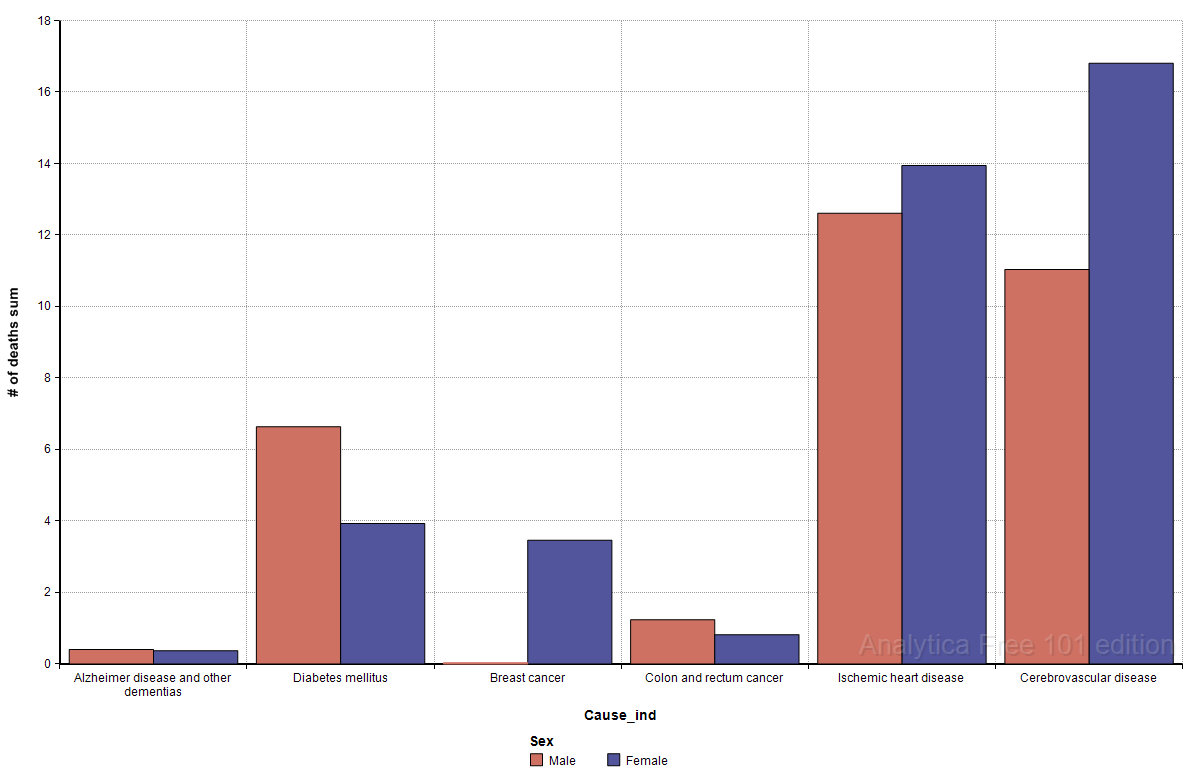 18
16
14
12
10
8
6
4
2
0
# of deaths sum
Analytica Free 101 edition
Alzheimer disease and other
dementias
Diabetes mellitus
Breast cancer
Colon and rectum cancer
Ischemic heart disease
Cerebrovascular disease
Cause_ind
Sex
Male
Female